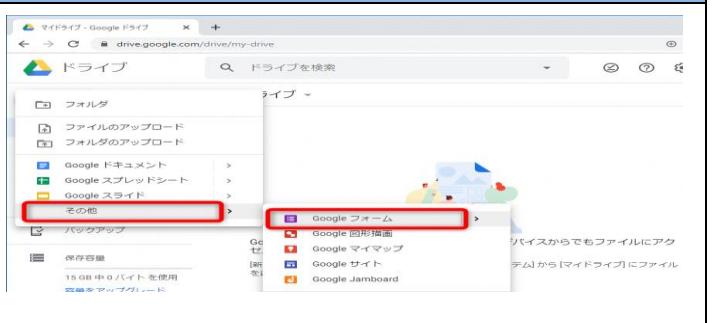 マイドライブ - Google ドライブ × +
drive.google.com/drive/my-drive
ドライブ
ドライブを検索
フォルダ
ライブ
ファイルのアップロード
フォルダのアップロード
Google ドキュメント >
Google スプレッドシート >
Google スライド >
その他 >
Google フォーム >
バックアップ
Google 図形描画
Google マイマップ
バイスからでもファイルにアク
保存容量
Google サイト
テム] から [マイドライブ] にファイル
15 GB 中 0 バイト を使用
Google Jamboard
容量をアップグレード